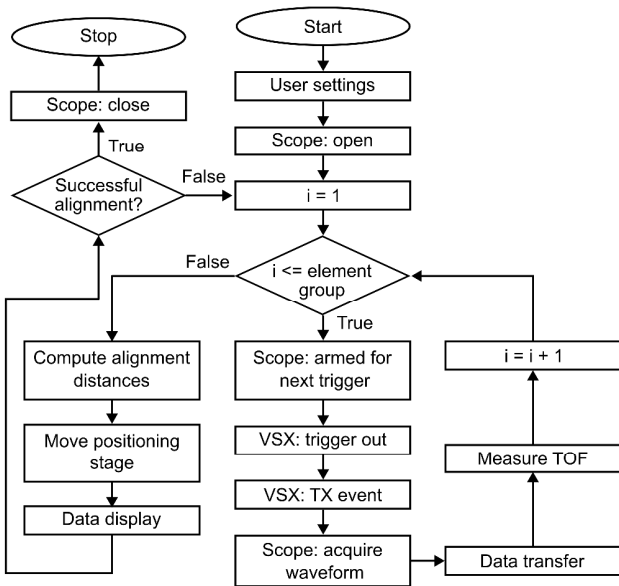 Stop
Start
Scope: close
User settings
True
Scope: open
Successful
alignment?
False
i = 1
False
i <= element
group
True
Compute alignment
distances
Scope: armed for
next trigger
i = i + 1
Move positioning
stage
VSX: trigger out
Measure TOF
VSX: TX event
Data display
Scope: acquire
waveform
Data transfer